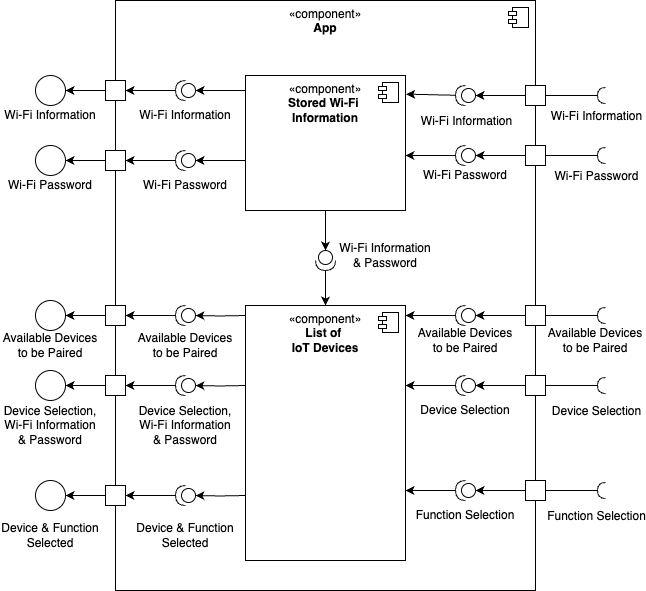 «component»
App
«component»
Stored Wi-Fi
Information
Wi-Fi Information
Wi-Fi Information
Wi-Fi Information
Wi-Fi Information
Wi-Fi Password
Wi-Fi Password
Wi-Fi Password
Wi-Fi Password
Wi-Fi Information
& Password
«component»
List of
IoT Devices
Available Devices
to be Paired
Available Devices
to be Paired
Available Devices
to be Paired
Available Devices
to be Paired
Device Selection,
Wi-Fi Information
& Password
Device Selection,
Wi-Fi Information
& Password
Device Selection
Device Selection
Device & Function
Selected
Device & Function
Selected
Function Selection
Function Selection